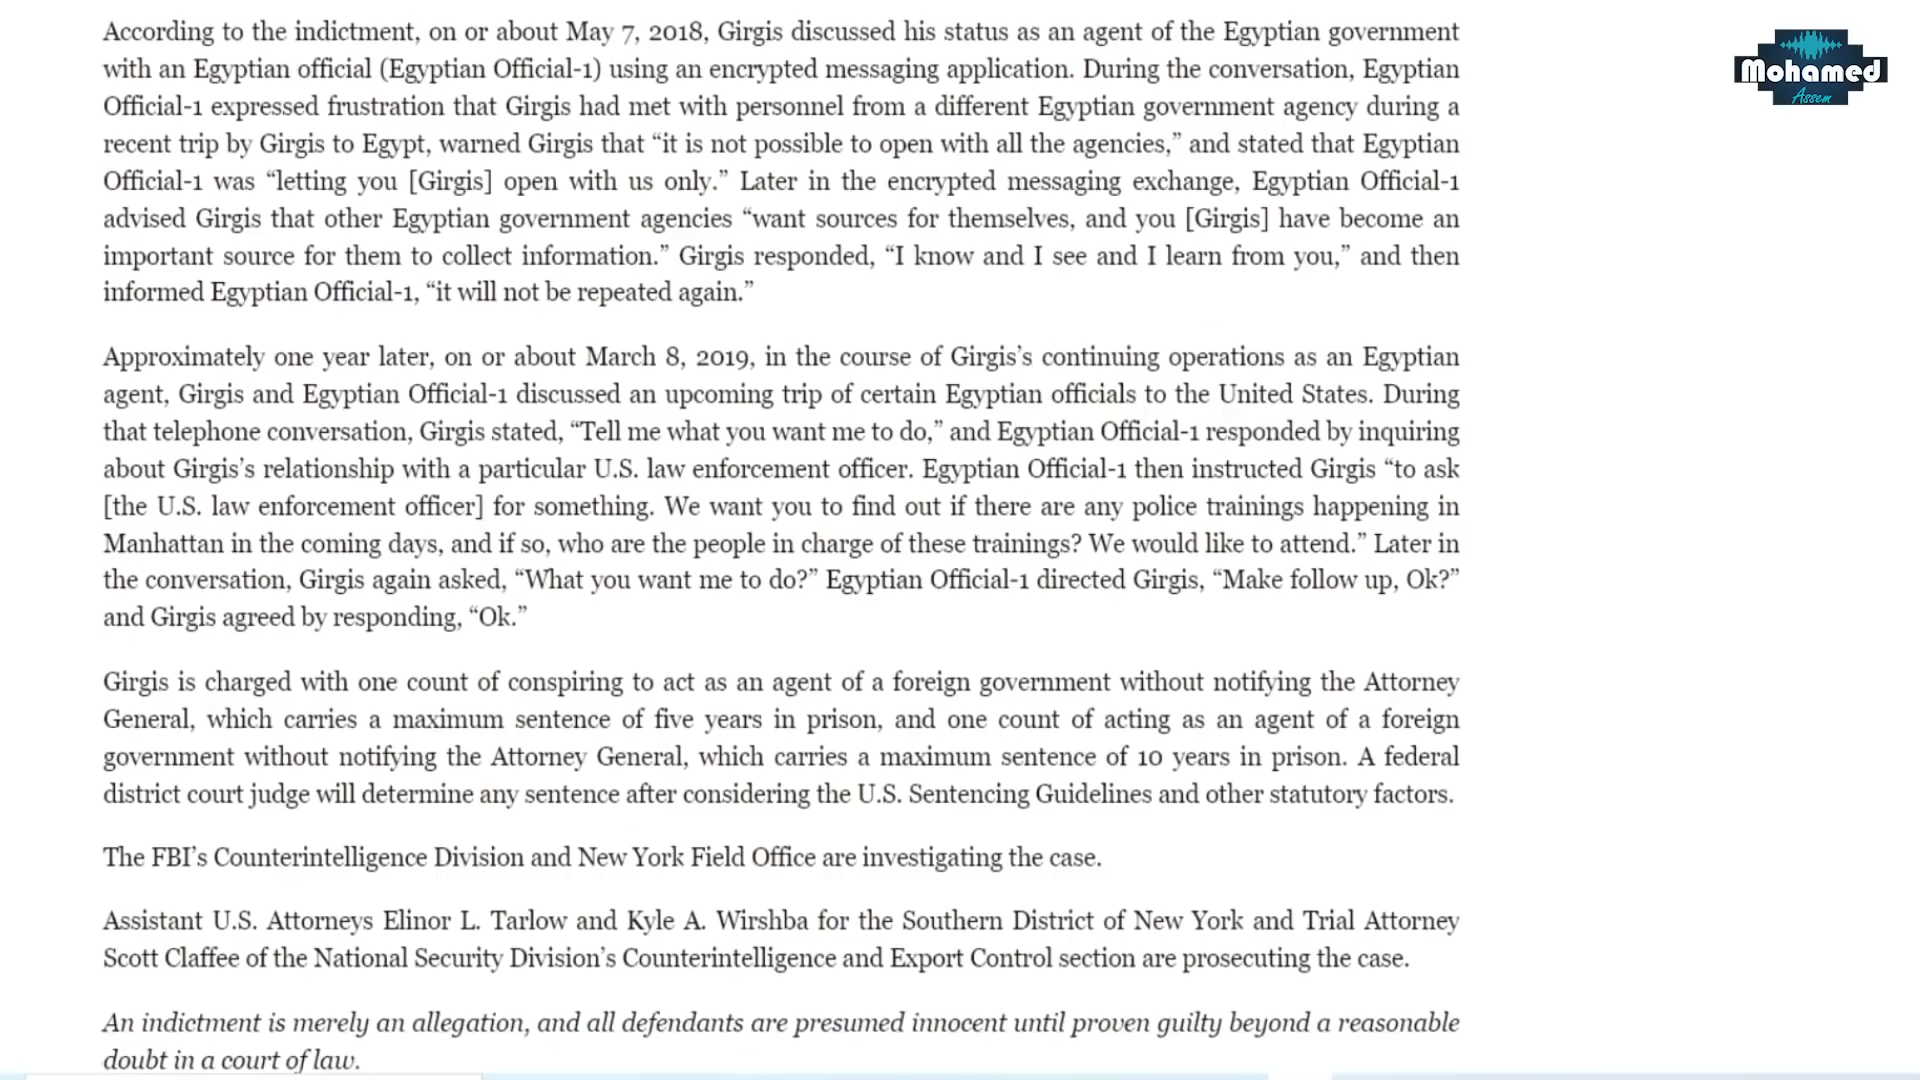 According to the indictment, on or about May 7, 2018, Girgis discussed his status as an agent of the Egyptian government
with an Egyptian official (Egyptian Official-1) using an encrypted messaging application. During the conversation, Egyptian
Official-1 expressed frustration that Girgis had met with personnel from a different Egyptian government agency during a
recent trip by Girgis to Egypt, warned Girgis that “it is not possible to open with all the agencies,” and stated that Egyptian
Official-1 was “letting you [Girgis] open with us only.” Later in the encrypted messaging exchange, Egyptian Official-1
advised Girgis that other Egyptian government agencies “want sources for themselves, and you [Girgis] have become an
important source for them to collect information.” Girgis responded, “I know and I see and I learn from you,” and then
informed Egyptian Official-1, “it will not be repeated again.”
Approximately one year later, on or about March 8, 2019, in the course of Girgis’s continuing operations as an Egyptian
agent, Girgis and Egyptian Official-1 discussed an upcoming trip of certain Egyptian officials to the United States. During
that telephone conversation, Girgis stated, “Tell me what you want me to do,” and Egyptian Official-1 responded by inquiring
about Girgis’s relationship with a particular U.S. law enforcement officer. Egyptian Official-1 then instructed Girgis “to ask
[the U.S. law enforcement officer] for something. We want you to find out if there are any police trainings happening in
Manhattan in the coming days, and if so, who are the people in charge of these trainings? We would like to attend.” Later in
the conversation, Girgis again asked, “What you want me to do?” Egyptian Official-1 directed Girgis, “Make follow up, Ok?”
and Girgis agreed by responding, “Ok.”
Girgis is charged with one count of conspiring to act as an agent of a foreign government without notifying the Attorney
General, which carries a maximum sentence of five years in prison, and one count of acting as an agent of a foreign
government without notifying the Attorney General, which carries a maximum sentence of 10 years in prison. A federal
district court judge will determine any sentence after considering the U.S. Sentencing Guidelines and other statutory factors.
The FBI’s Counterintelligence Division and New York Field Office are investigating the case.
Assistant U.S. Attorneys Elinor L. Tarlow and Kyle A. Wirshba for the Southern District of New York and Trial Attorney
Scott Claffee of the National Security Division’s Counterintelligence and Export Control section are prosecuting the case.
An indictment is merely an allegation, and all defendants are presumed innocent until proven guilty beyond a reasonable
doubt in a court of law.
Mohamed
Assem